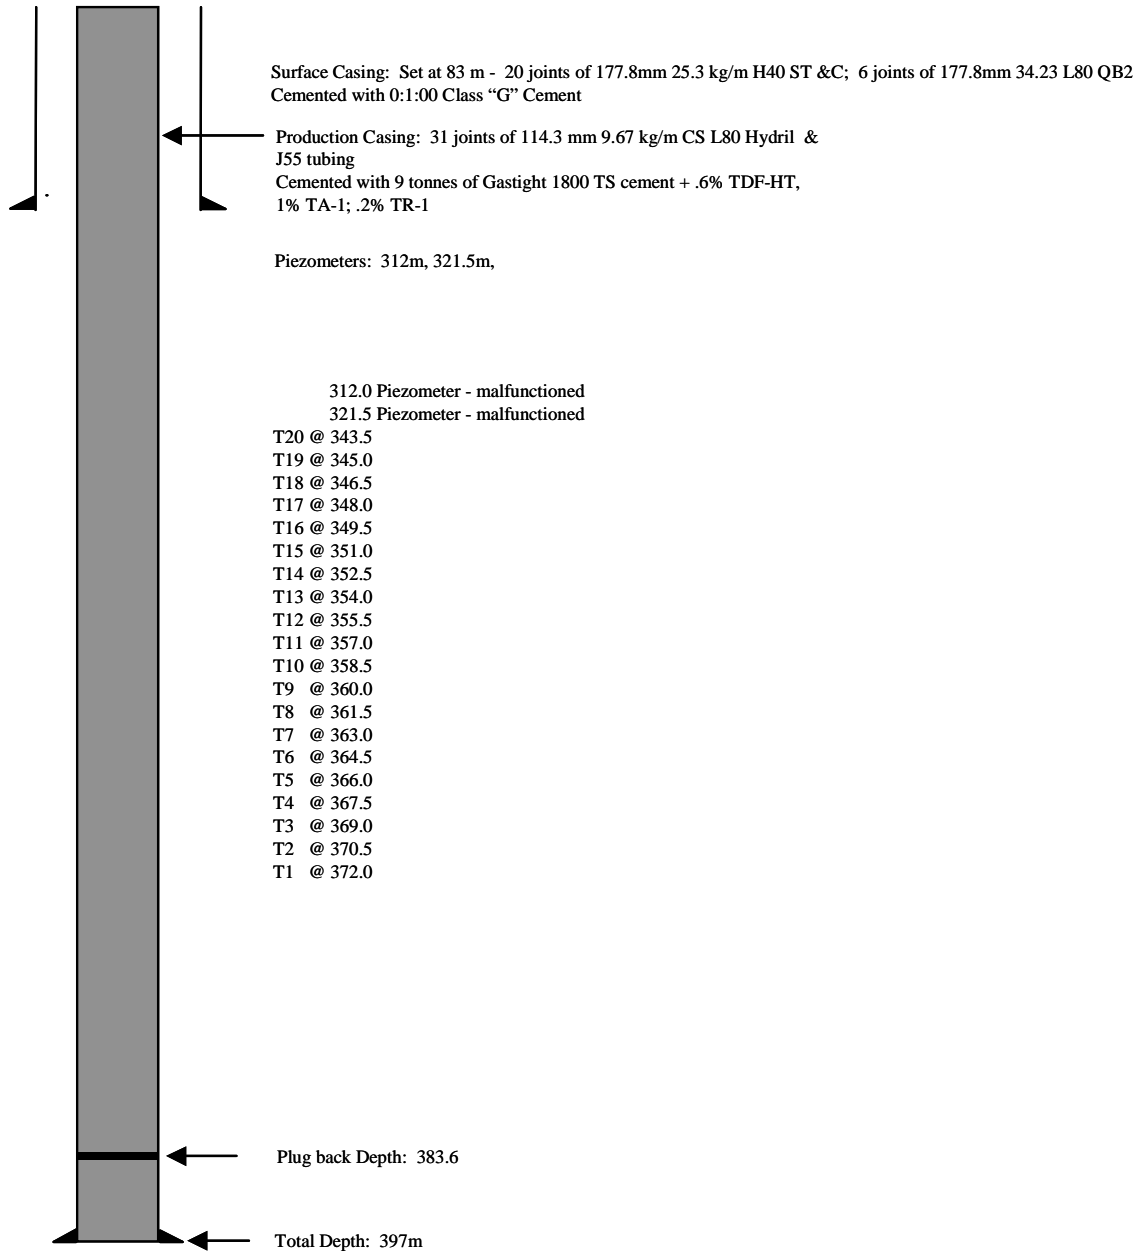 Surface Casing: Set at 83 m - 20 joints of 177.8mm 25.3 kg/m H40 ST &C; 6 joints of 177.8mm 34.23 L80 QB2
Cemented with 0:1:00 Class “G” Cement
Production Casing: 31 joints of 114.3 mm 9.67 kg/m CS L80 Hydril &
J55 tubing
Cemented with 9 tonnes of Gastight 1800 TS cement + .6% TDF-HT,
1% TA-1; .2% TR-1
Piezometers: 312m, 321.5m,
312.0 Piezometer - malfunctioned
321.5 Piezometer - malfunctioned
T20 @ 343.5
T19 @ 345.0
T18 @ 346.5
T17 @ 348.0
T16 @ 349.5
T15 @ 351.0
T14 @ 352.5
T13 @ 354.0
T12 @ 355.5
T11 @ 357.0
T10 @ 358.5
T9 @ 360.0
T8 @ 361.5
T7 @ 363.0
T6 @ 364.5
T5 @ 366.0
T4 @ 367.5
T3 @ 369.0
T2 @ 370.5
T1 @ 372.0
Plug back Depth: 383.6
Total Depth: 397m